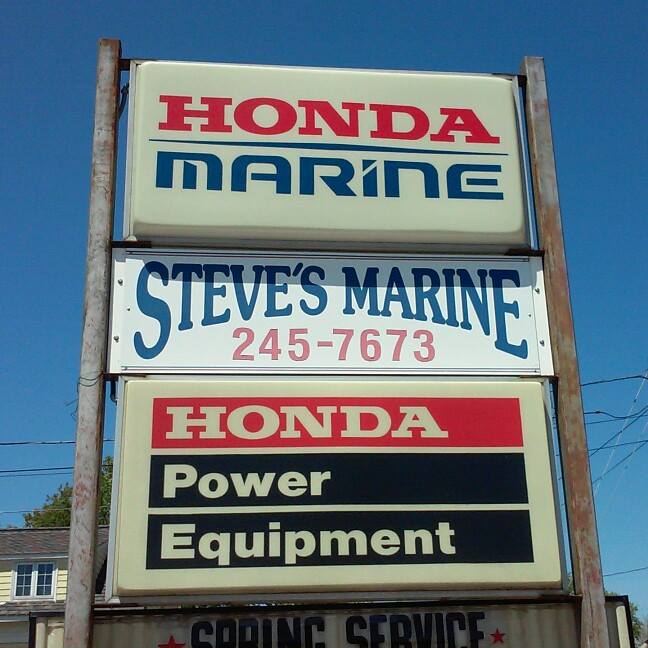 HONDA
MARINE
STEVE'S MARINE
245-7673
HONDA
Power
Equipment
SPRING SERVICE